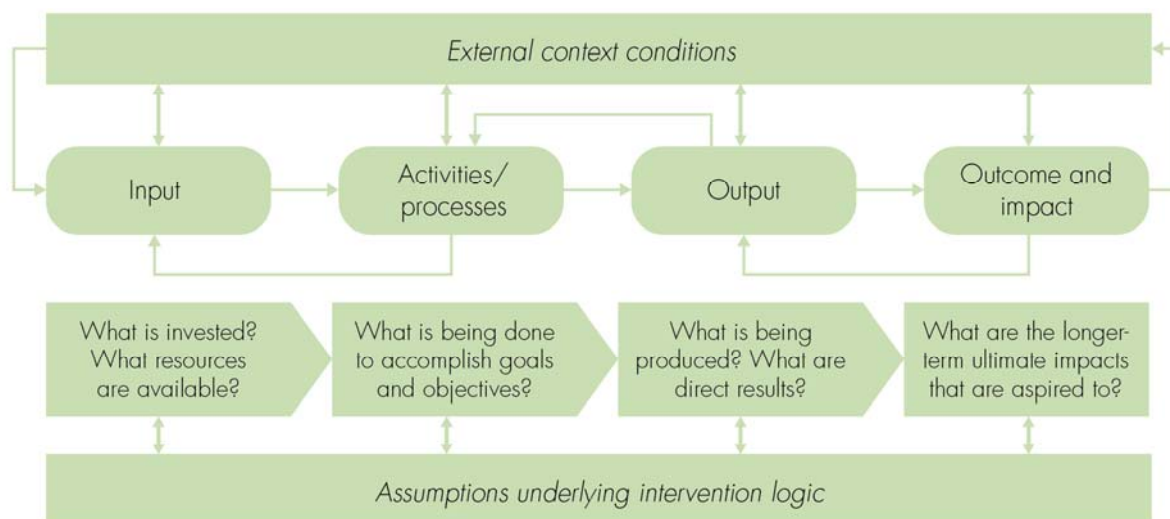 External context conditions
Input
Activities/
processes
Output
Outcome and
impact
What is invested?
What resources
are available?
What is being done
to accomplish goals
and objectives?
What is being
produced? What are
direct results?
What are the longer-
term ultimate impacts
that are aspired to?
Assumptions underlying intervention logic